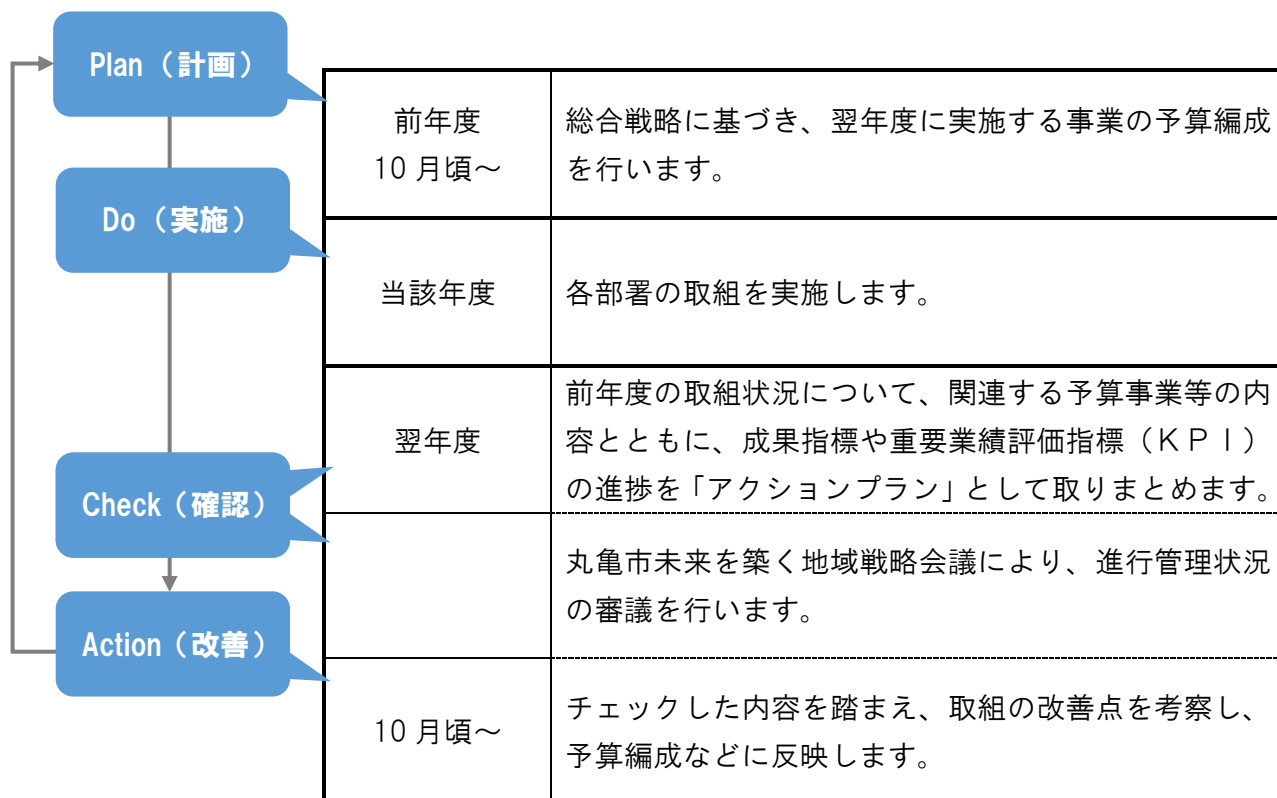 Plan（計画）
前年度
10月頃～
総合戦略に基づき、翌年度に実施する事業の予算編成
を行います。
Do（実施）
当該年度
各部署の取組を実施します。
Check（確認）
翌年度
前年度の取組状況について、関連する予算事業等の内
容とともに、成果指標や重要業績評価指標（ＫＰＩ）
の進捗を「アクションプラン」として取りまとめます。
丸亀市未来を築く地域戦略会議により、進行管理状況
の審議を行います。
Action（改善）
10月頃～
チェックした内容を踏まえ、取組の改善点を考察し、
予算編成などに反映します。